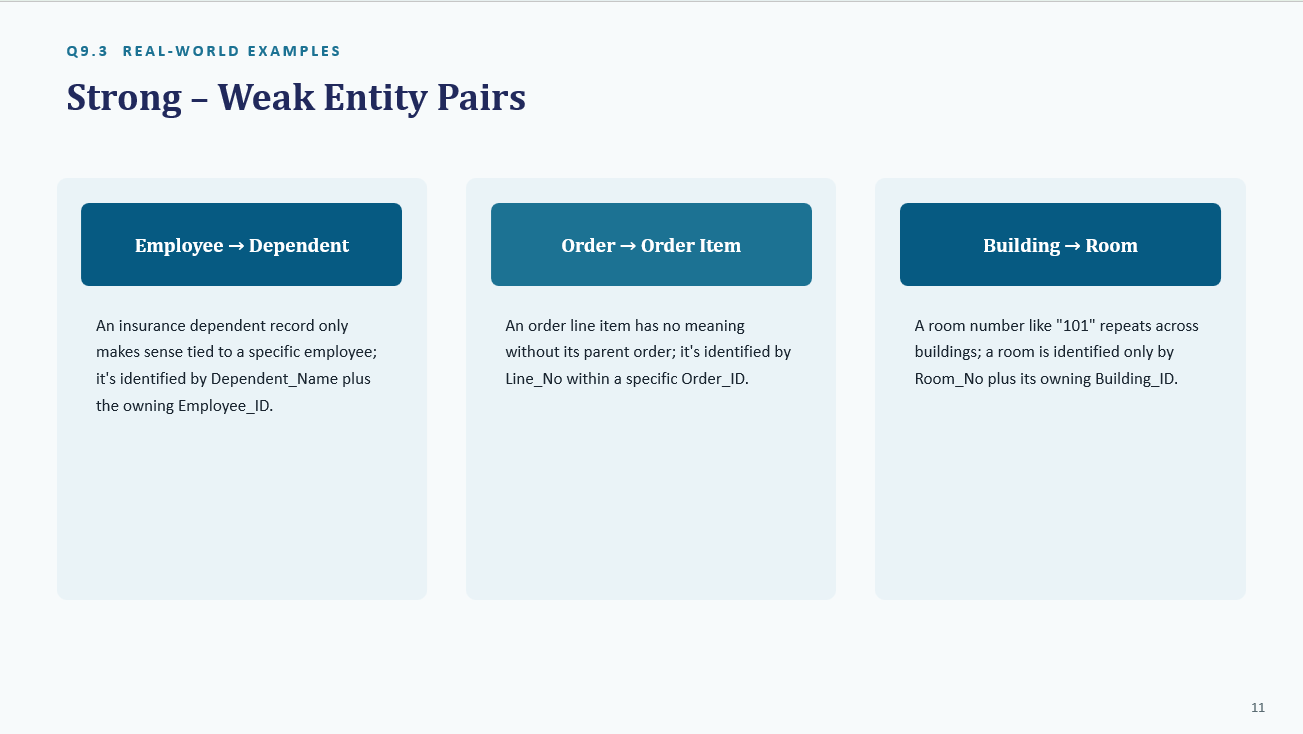 Q9.3 REAL-WORLD EXAMPLES
Strong – Weak Entity Pairs
Employee → Dependent
An insurance dependent record only
makes sense tied to a specific employee;
it's identified by Dependent_Name plus
the owning Employee_ID.
Order → Order Item
An order line item has no meaning
without its parent order; it's identified by
Line_No within a specific Order_ID.
Building → Room
A room number like "101" repeats across
buildings; a room is identified only by
Room_No plus its owning Building_ID.
11